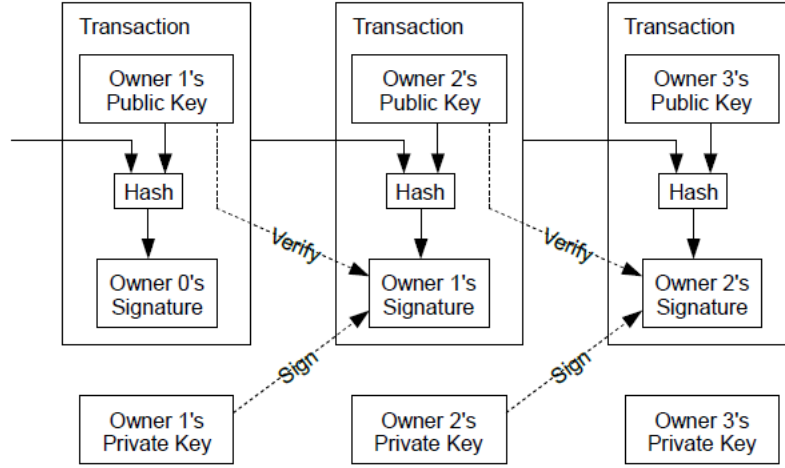 Transaction
Transaction
Transaction
Owner 1's
Public Key
Owner 2's
Public Key
Owner 3's
Public Key
Hash
Hash
Hash
Verify
Verify
Owner 0's
Signature
Owner 1's
Signature
Owner 2's
Signature
Sign
Sign
Owner 1's
Private Key
Owner 2's
Private Key
Owner 3's
Private Key